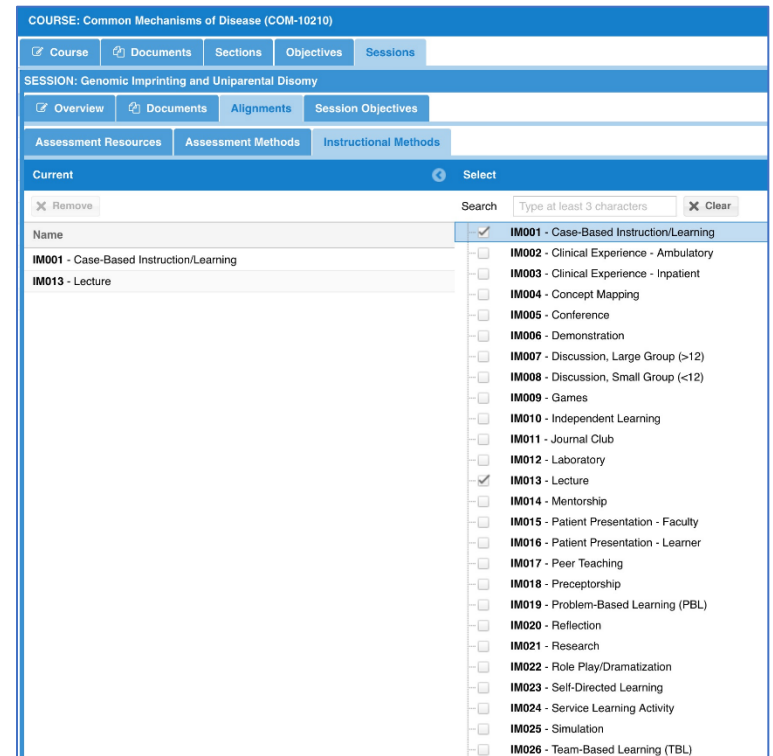 COURSE: Common Mechanisms of Disease (COM-10210)
Course Documents Sections Objectives Sessions
SESSION: Genomic Imprinting and Uniparental Disomy
Overview Documents Alignments Session Objectives
Assessment Resources Assessment Methods Instructional Methods
Current Select
Remove Search Type at least 3 characters Clear
Name
IM001 - Case-Based Instruction/Learning
IM013 - Lecture
IM001 - Case-Based Instruction/Learning
IM002 - Clinical Experience - Ambulatory
IM003 - Clinical Experience - Inpatient
IM004 - Concept Mapping
IM005 - Conference
IM006 - Demonstration
IM007 - Discussion, Large Group (>12)
IM008 - Discussion, Small Group (<12)
IM009 - Games
IM010 - Independent Learning
IM011 - Journal Club
IM012 - Laboratory
IM013 - Lecture
IM014 - Mentorship
IM015 - Patient Presentation - Faculty
IM016 - Patient Presentation - Learner
IM017 - Peer Teaching
IM018 - Preceptorship
IM019 - Problem-Based Learning (PBL)
IM020 - Reflection
IM021 - Research
IM022 - Role Play/Dramatization
IM023 - Self-Directed Learning
IM024 - Service Learning Activity
IM025 - Simulation
IM026 - Team-Based Learning (TBL)